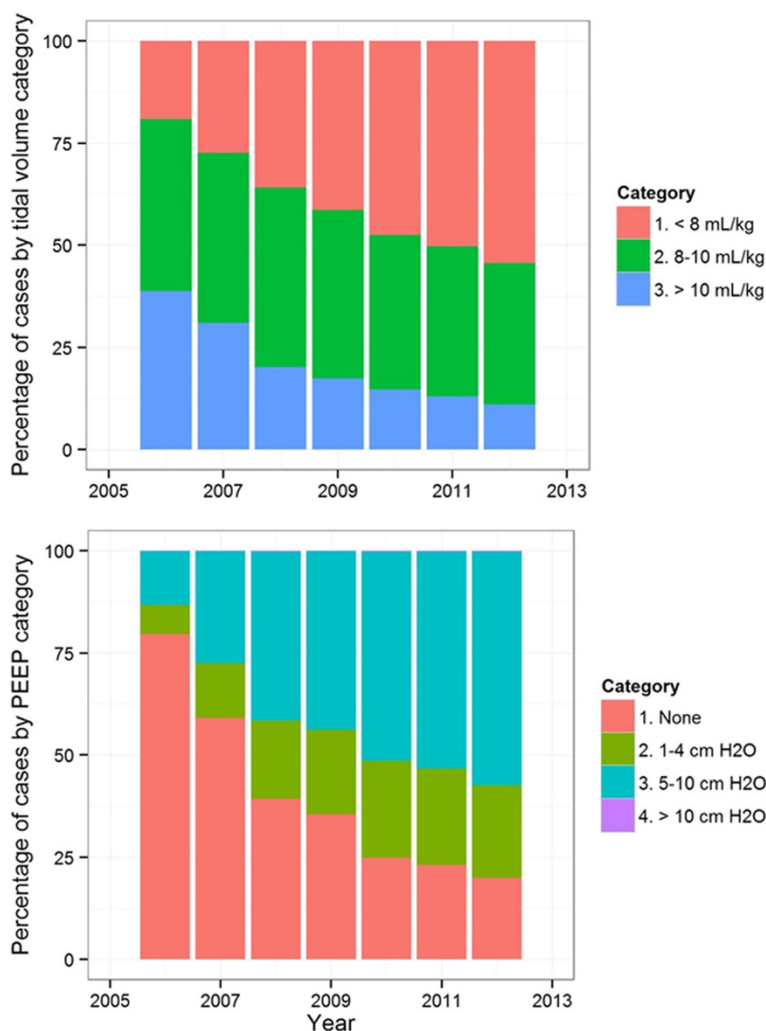 Percentage of cases by tidal volume category
100
75
50
25
0
2005 2007 2009 2011 2013
Category
1. < 8 mL/kg
2. 8-10 mL/kg
3. > 10 mL/kg
Percentage of cases by PEEP category
100
75
50
25
0
2005 2007 2009 2011 2013
Year
Category
1. None
2. 1-4 cm H2O
3. 5-10 cm H2O
4. > 10 cm H2O